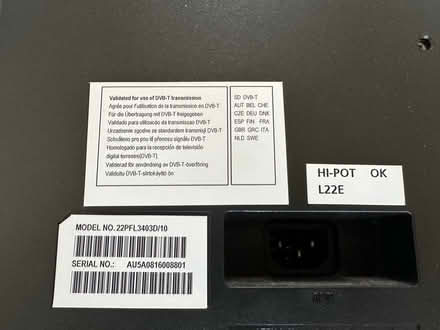 Validated for use of DVB-T transmission
Agrée pour l'utilisation de la transmission en DVB-T
Für die Übertragung mit DVB-T freigegeben
Validado para utilização da transmissão DVB-T
Urządzenie zgodne ze standardem transmisji DVB-T
Schváleno pro použití přenosu signálu DVB-T
Homologado para la recepción de televisión
digital terrestre(DVB-T).
Validerad för användning av DVB-T-överföring
Validoitu DVB-T-siirtokäyttöön
SD DVB-T
AUT BEL CHE
CZE DEU DNK
ESP FIN FRA
GBR GRC ITA
NLD SWE
HI-POT OK
L22E
MODEL NO. 22PFL3403D/10
SERIAL NO.: AU5A0816008801